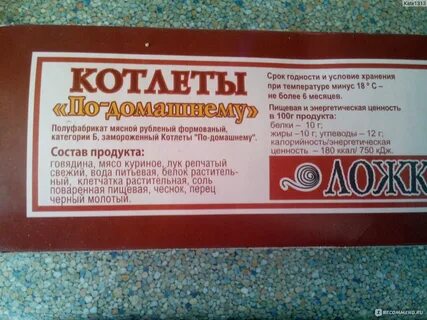 Kate1313
КОТЛЕТЫ
«По-домашнему»
Полуфабрикат мясной рубленый формованый,
категории Б, замороженный Котлеты "По-домашнему".
Состав продукта:
говядина, мясо куриное, лук репчатый
свежий, вода питьевая, белок раститель-
ный, клетчатка растительная, соль
поваренная пищевая, чеснок, перец
черный молотый.
Срок годности и условие хранения
при температуре минус 18 ° С –
не более 6 месяцев.
Пищевая и энергетическая ценность
в 100г продукта:
белки – 10 г;
жиры –10 г; углеводы – 12 г;
калорийность/энергетическая
ценность – 180 ккал/ 750 кДж.
ЛОЖК
IRECOMMEND.RU